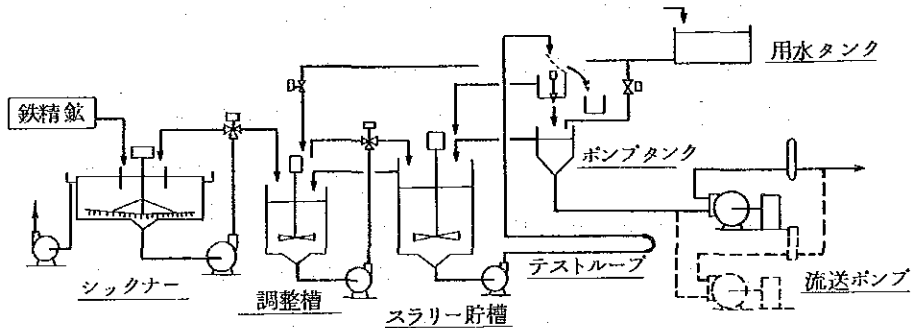 用水タンク
鉄精鉱
ポンプタンク
テストループ
流送ポンプ
シックナー
調整槽
スラリー貯槽